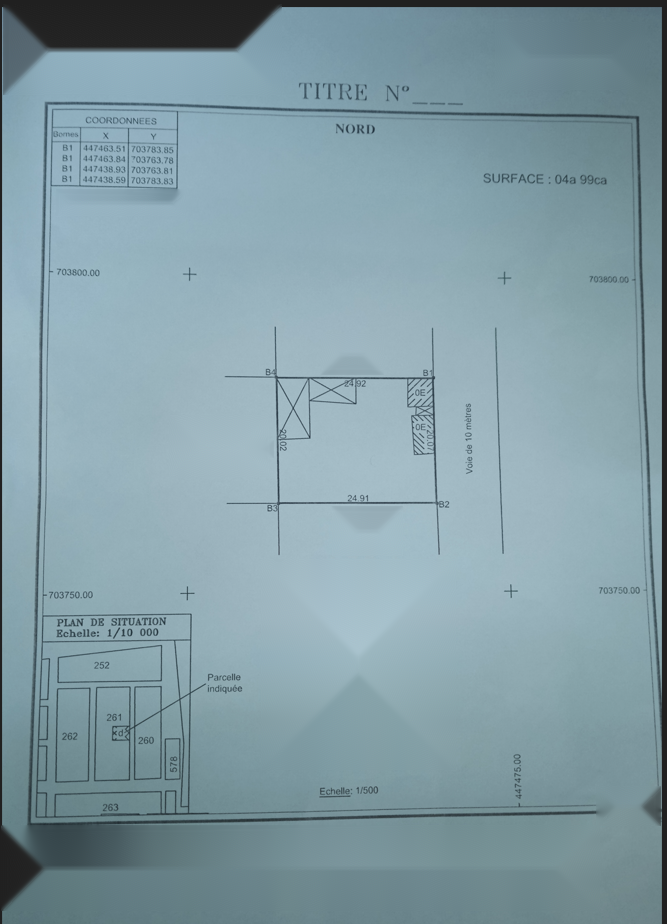 TITRE N°___
COORDONNEES
Bornes X Y
B1 447463.51 703783.85
B1 447463.84 703763.78
B1 447438.93 703763.81
B1 447438.59 703783.83
NORD
SURFACE : 04a 99ca
703800.00
703800.00
B4
24.92
B1
0E
0E
20.02
20.07
Voie de 10 mètres
B3
24.91
B2
703750.00
703750.00
PLAN DE SITUATION
Echelle: 1/10 000
252
Parcelle
indiquée
261
262
260
578
263
Echelle: 1/500
447475.00